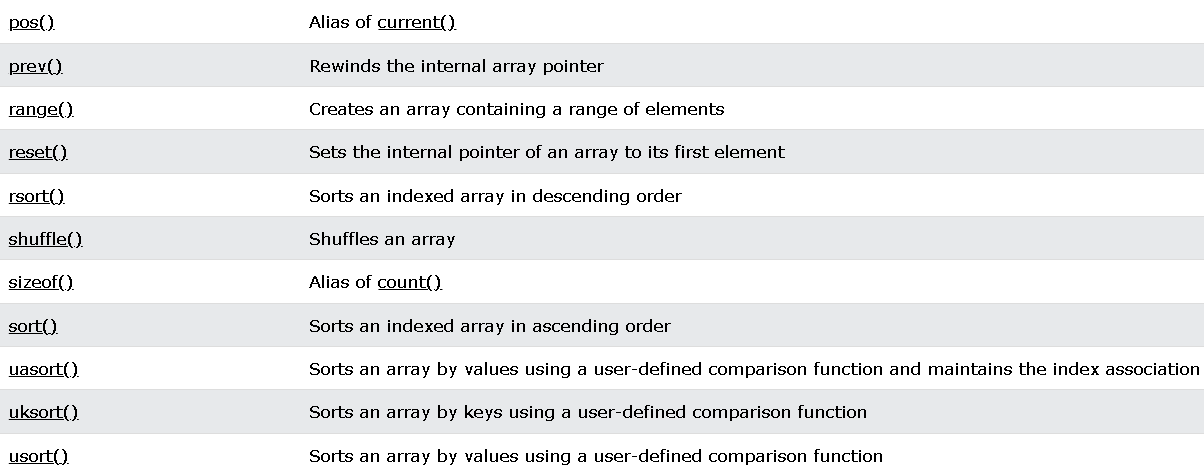 pos() Alias of current()
prev() Rewinds the internal array pointer
range() Creates an array containing a range of elements
reset() Sets the internal pointer of an array to its first element
rsort() Sorts an indexed array in descending order
shuffle() Shuffles an array
sizeof() Alias of count()
sort() Sorts an indexed array in ascending order
uasort() Sorts an array by values using a user-defined comparison function and maintains the index association
uksort() Sorts an array by keys using a user-defined comparison function
usort() Sorts an array by values using a user-defined comparison function